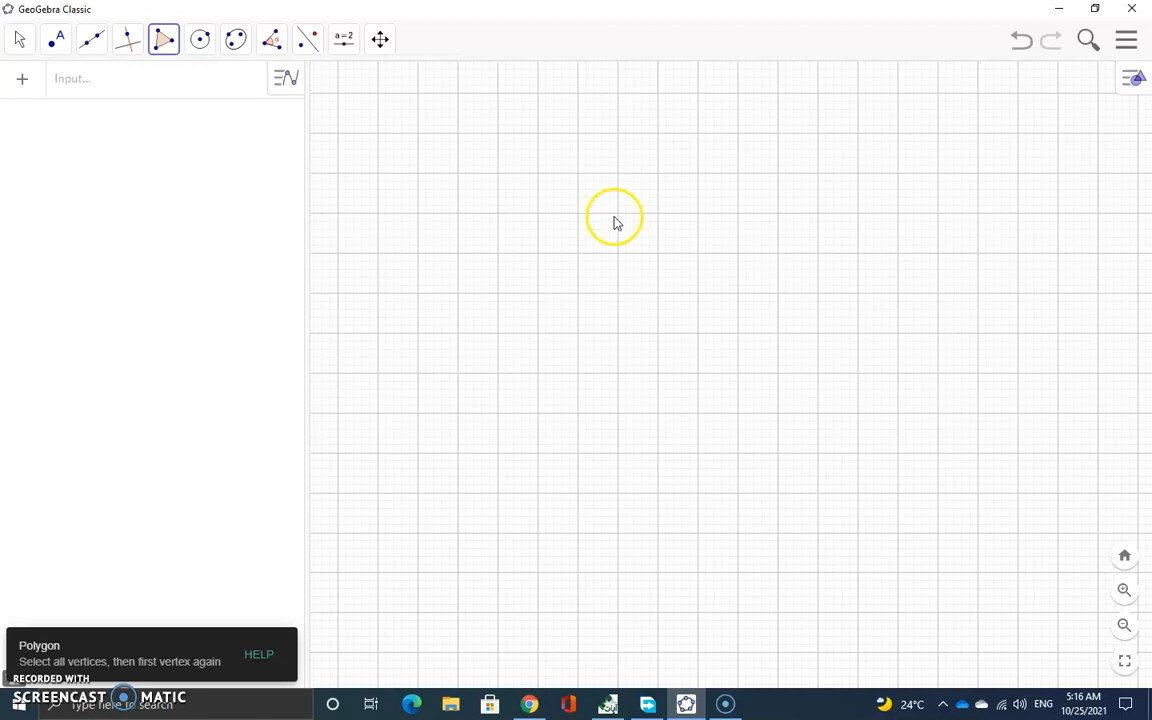 GeoGebra Classic
A
a=2
Input...
Polygon
Select all vertices, then first vertex again
HELP
RECORDED WITH
SCREENCAST MATIC
Type here to search
24°C
ENG
5:16 AM
10/25/2021